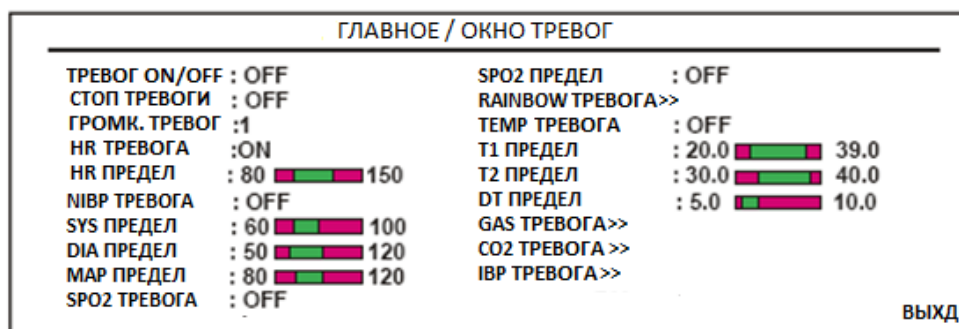 ГЛАВНОЕ / ОКНО ТРЕВОГ
ТРЕВОГ ON/OFF : OFF
СТОП ТРЕВОГИ : OFF
ГРОМК. ТРЕВОГ :1
HR ТРЕВОГА :ON
HR ПРЕДЕЛ : 80 150
NIBP ТРЕВОГА : OFF
SYS ПРЕДЕЛ : 60 100
DIA ПРЕДЕЛ : 50 120
MAP ПРЕДЕЛ : 80 120
SPO2 ТРЕВОГА : OFF
SPO2 ПРЕДЕЛ : OFF
RAINBOW ТРЕВОГА>>
TEMP ТРЕВОГА : OFF
T1 ПРЕДЕЛ : 20.0 39.0
T2 ПРЕДЕЛ : 30.0 40.0
DT ПРЕДЕЛ : 5.0 10.0
GAS ТРЕВОГА>>
CO2 ТРЕВОГА >>
IBP ТРЕВОГА>>
ВЫХД